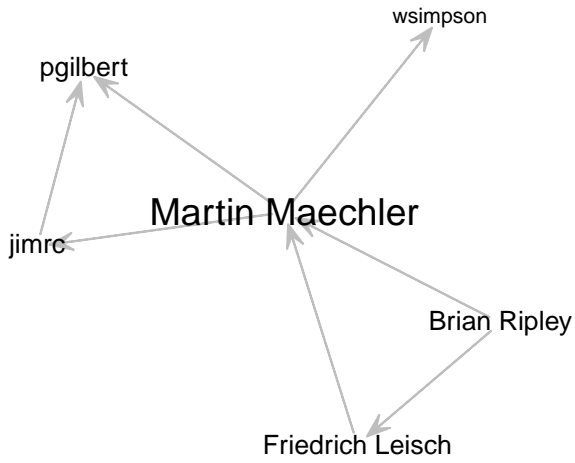 wsimpson
pgilbert
Martin Maechler
jimrc
Brian Ripley
Friedrich Leisch